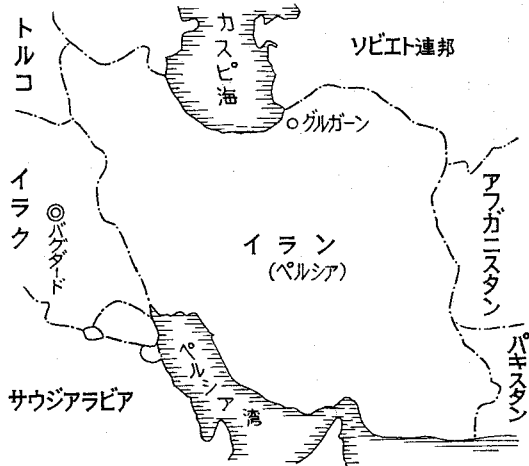 トルコ
カスピ海
ソビエト連邦
グルガーン
イラク
バグダード
イラン
(ペルシア)
アフガニスタン
パキスタン
ペルシア湾
サウジアラビア